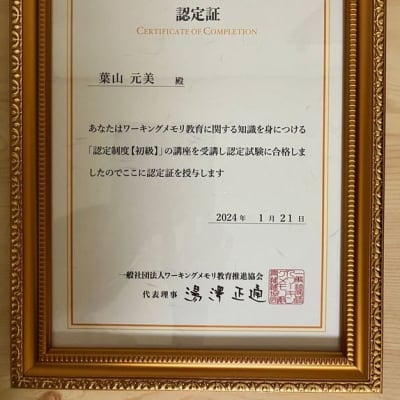 認定証
CERTIFICATE OF COMPLETION
葉山 元美 殿
あなたはワーキングメモリ教育に関する知識を身につける
「認定制度【初級】」の講座を受講し認定試験に合格しま
したのでここに認定証を授与します
2024年 1月21日
一般社団法人ワーキングメモリ教育推進協会
代表理事 湯澤正通